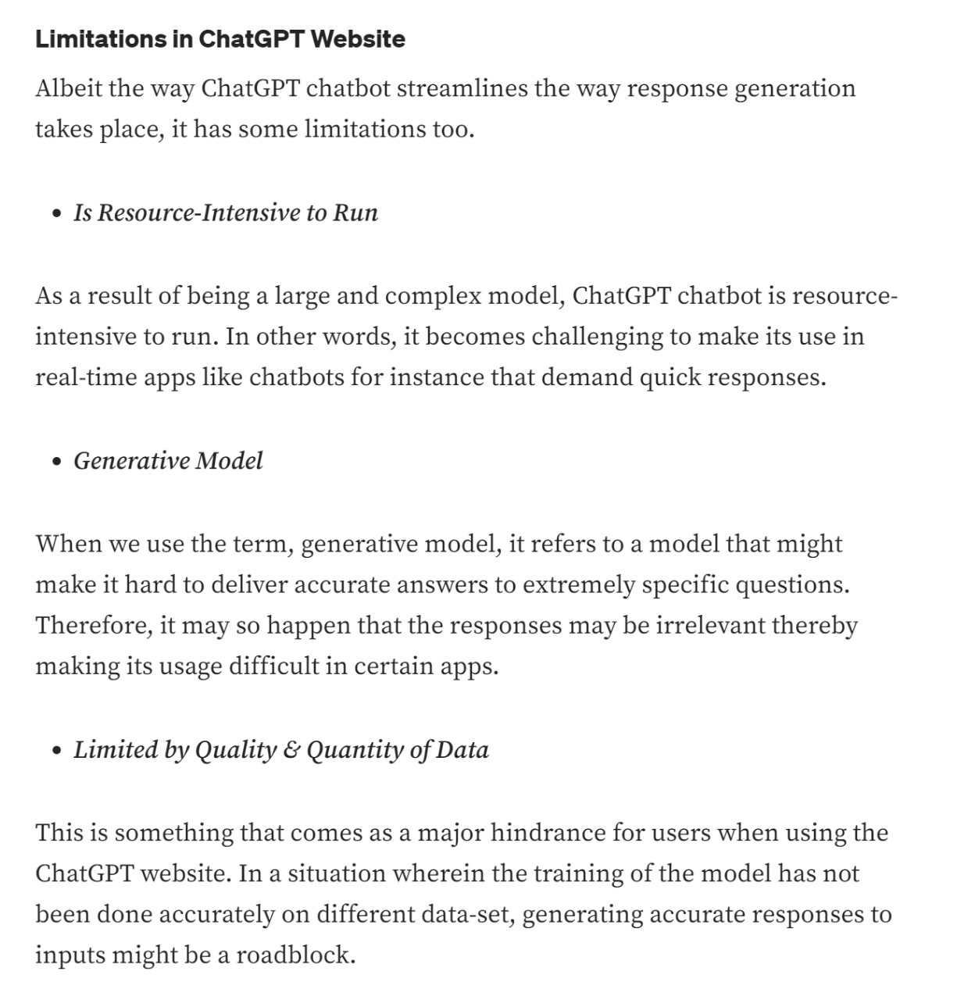 Limitations in ChatGPT Website
Albeit the way ChatGPT chatbot streamlines the way response generation
takes place, it has some limitations too.
• Is Resource-Intensive to Run
As a result of being a large and complex model, ChatGPT chatbot is resource-
intensive to run. In other words, it becomes challenging to make its use in
real-time apps like chatbots for instance that demand quick responses.
• Generative Model
When we use the term, generative model, it refers to a model that might
make it hard to deliver accurate answers to extremely specific questions.
Therefore, it may so happen that the responses may be irrelevant thereby
making its usage difficult in certain apps.
• Limited by Quality & Quantity of Data
This is something that comes as a major hindrance for users when using the
ChatGPT website. In a situation wherein the training of the model has not
been done accurately on different data-set, generating accurate responses to
inputs might be a roadblock.